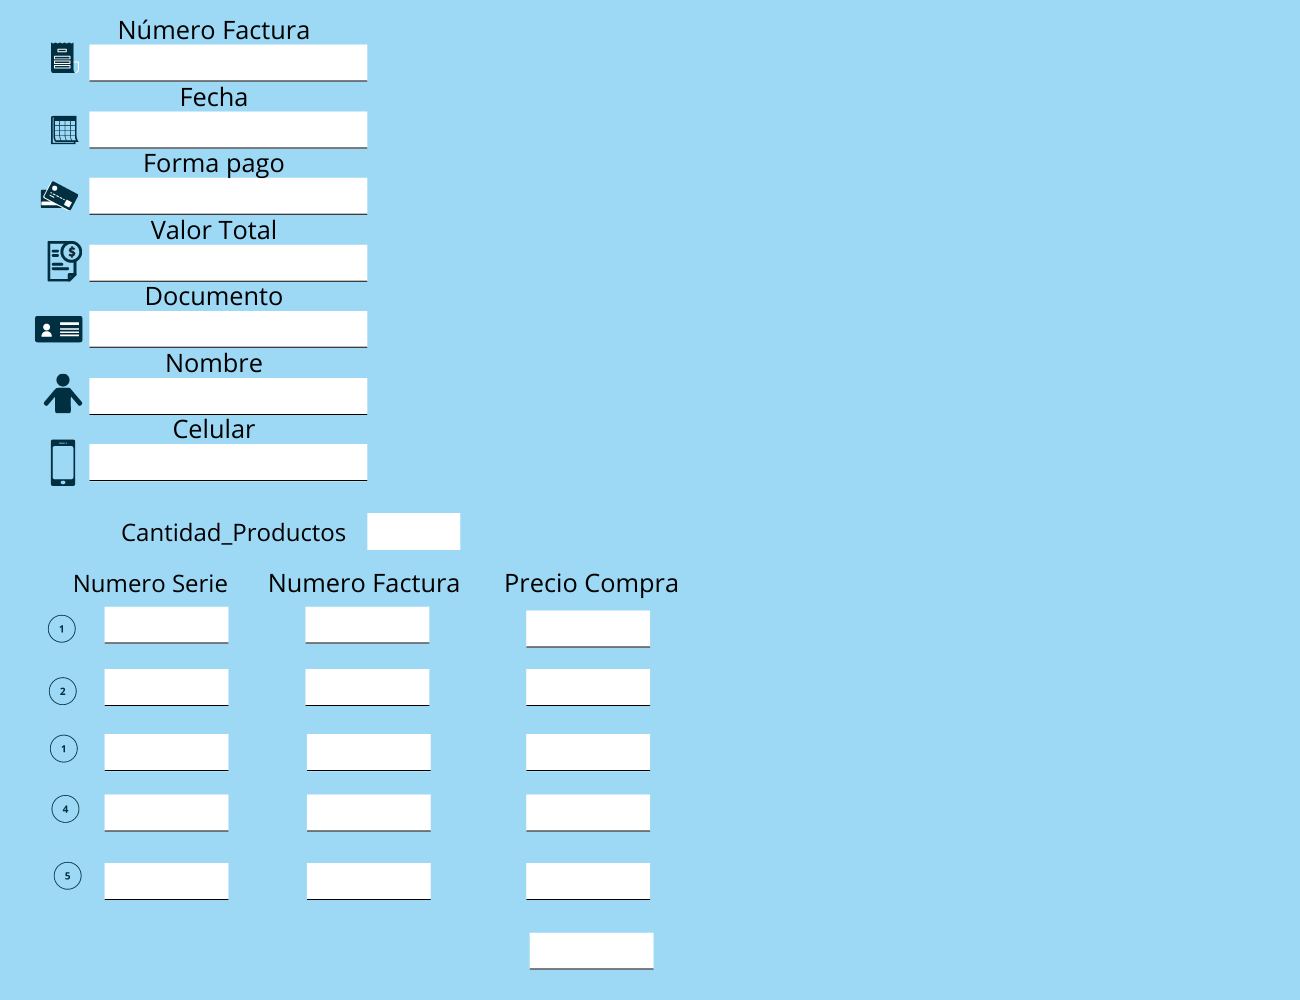 Número Factura
Fecha
Forma pago
Valor Total
$
Documento
Nombre
Celular
Cantidad_Productos
Numero Serie Numero Factura Precio Compra
1
2
1
4
5